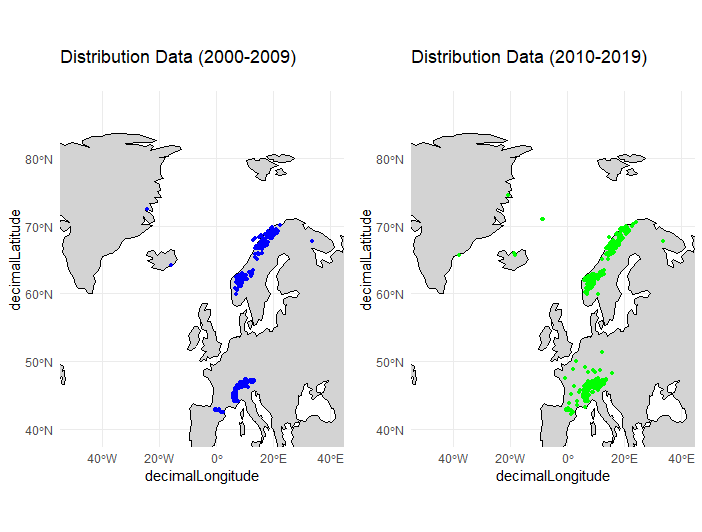 Distribution Data (2000-2009)
Distribution Data (2010-2019)
80°N
70°N
60°N
50°N
40°N
decimalLatitude
40°W
20°W
0°
20°E
40°E
decimalLongitude
80°N
70°N
60°N
50°N
40°N
decimalLatitude
40°W
20°W
0°
20°E
40°E
decimalLongitude